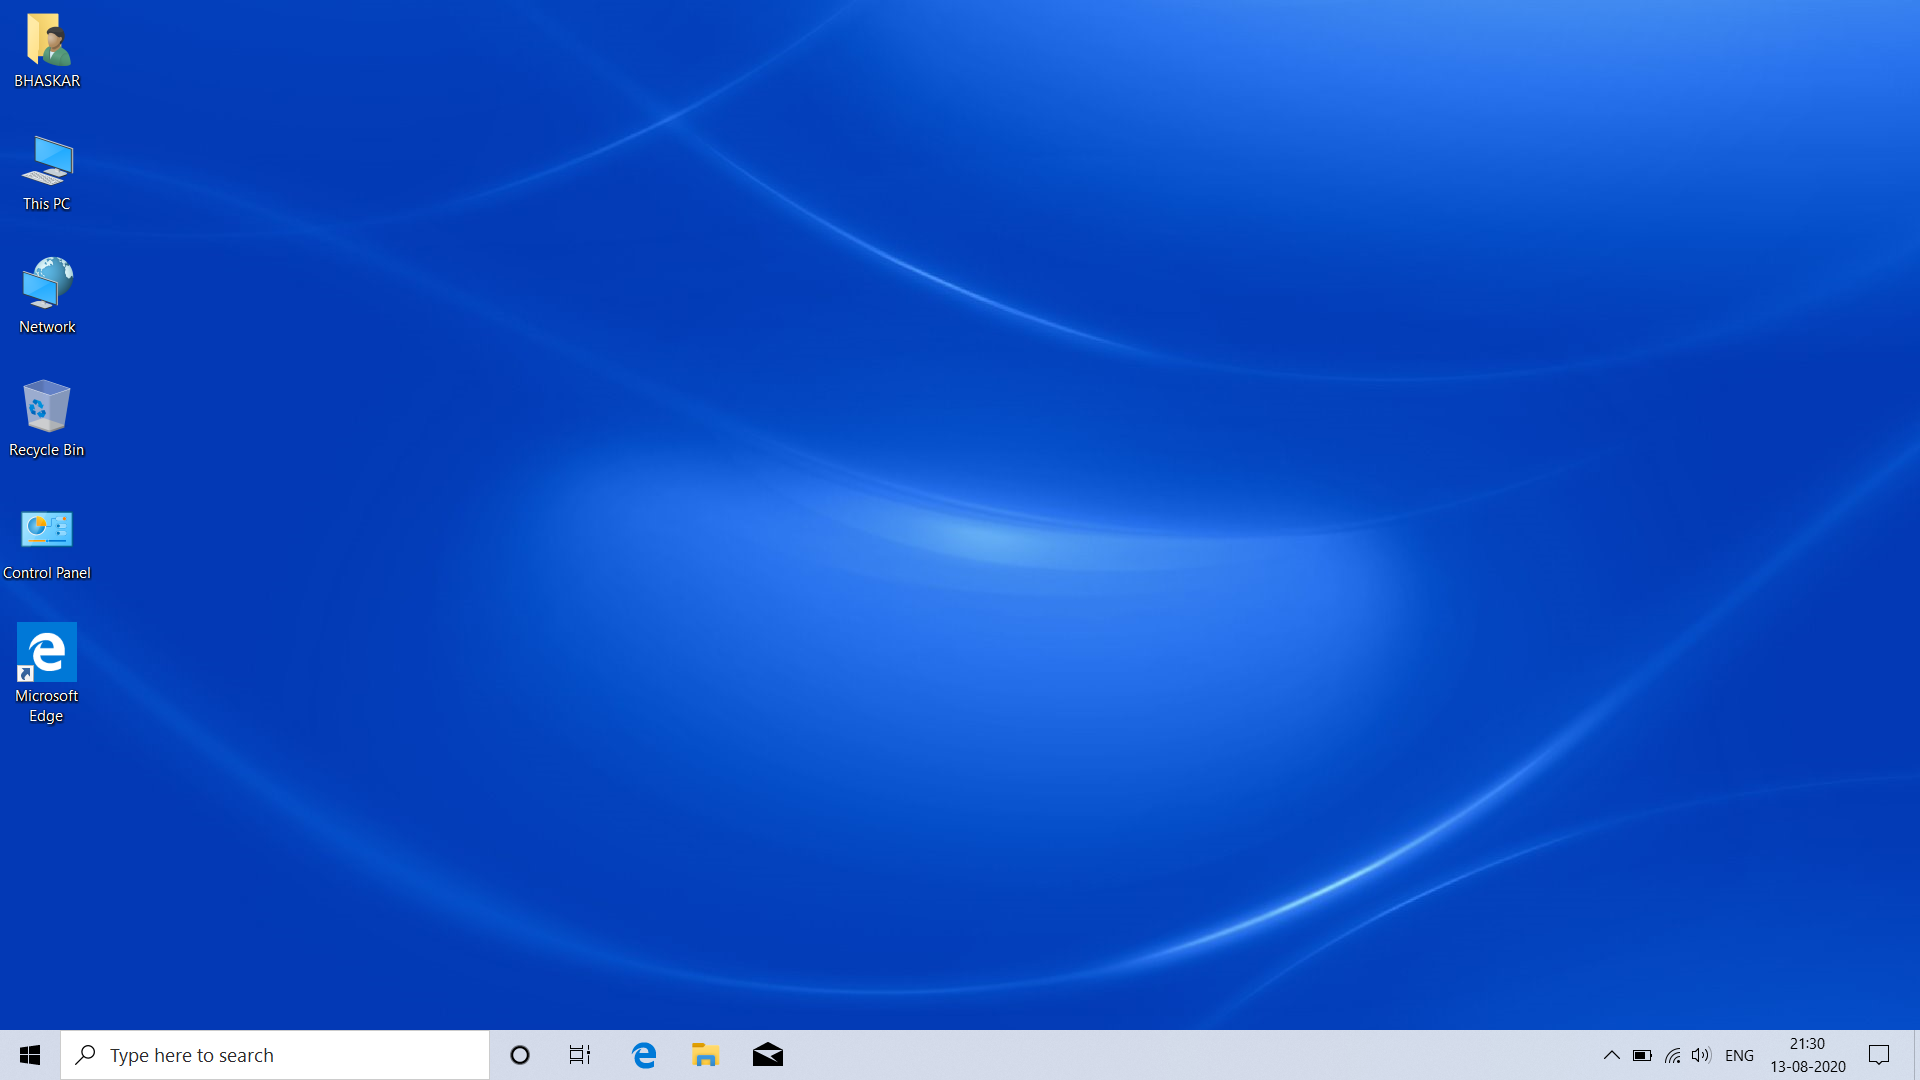 BHASKAR
This PC
Network
Recycle Bin
Control Panel
Microsoft
Edge
Type here to search
ENG
21:30
13-08-2020